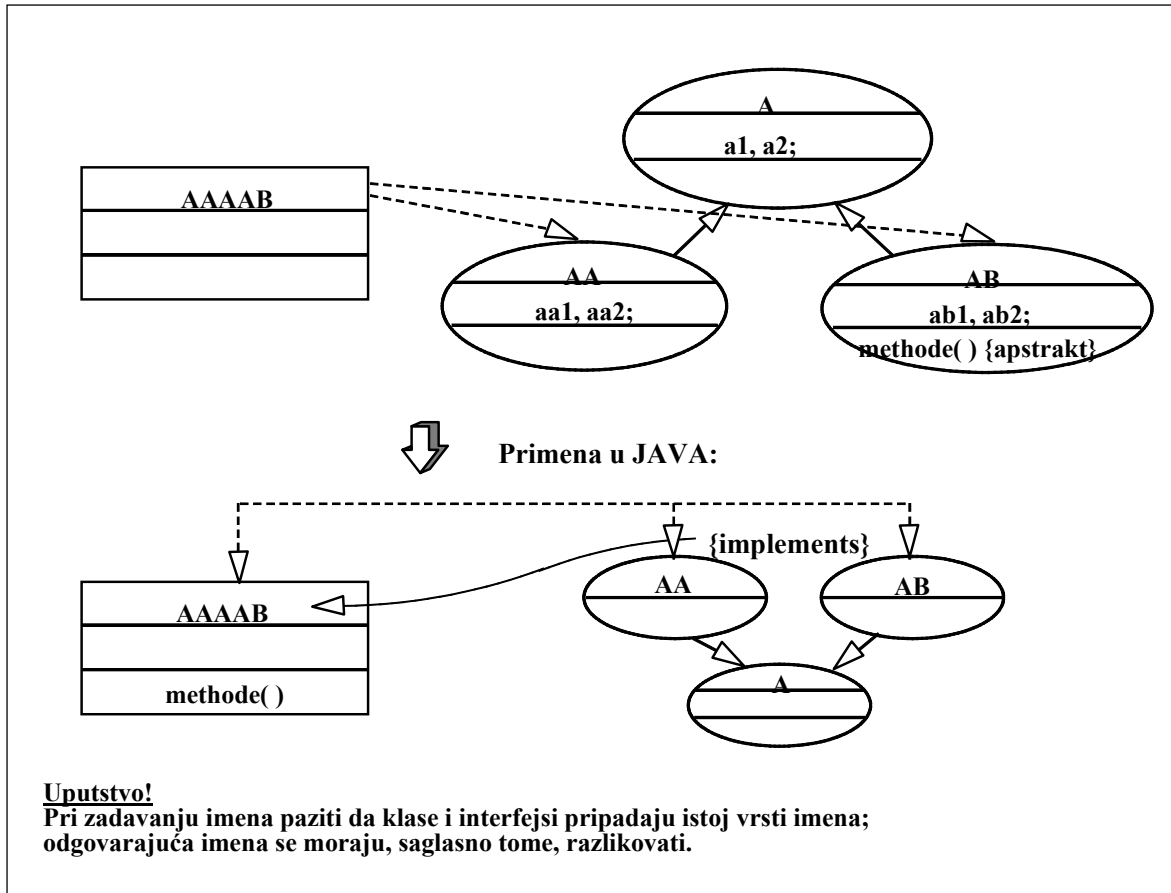 A
a1, a2;
AAAAB
AA
aa1, aa2;
AB
ab1, ab2;
methode( ) {apstrakt}
Primena u JAVA:
{implements}
AAAAB
methode( )
AA
AB
A
Uputstvo!
Pri zadavanju imena paziti da klase i interfejsi pripadaju istoj vrsti imena;
odgovarajuća imena se moraju, saglasno tome, razlikovati.